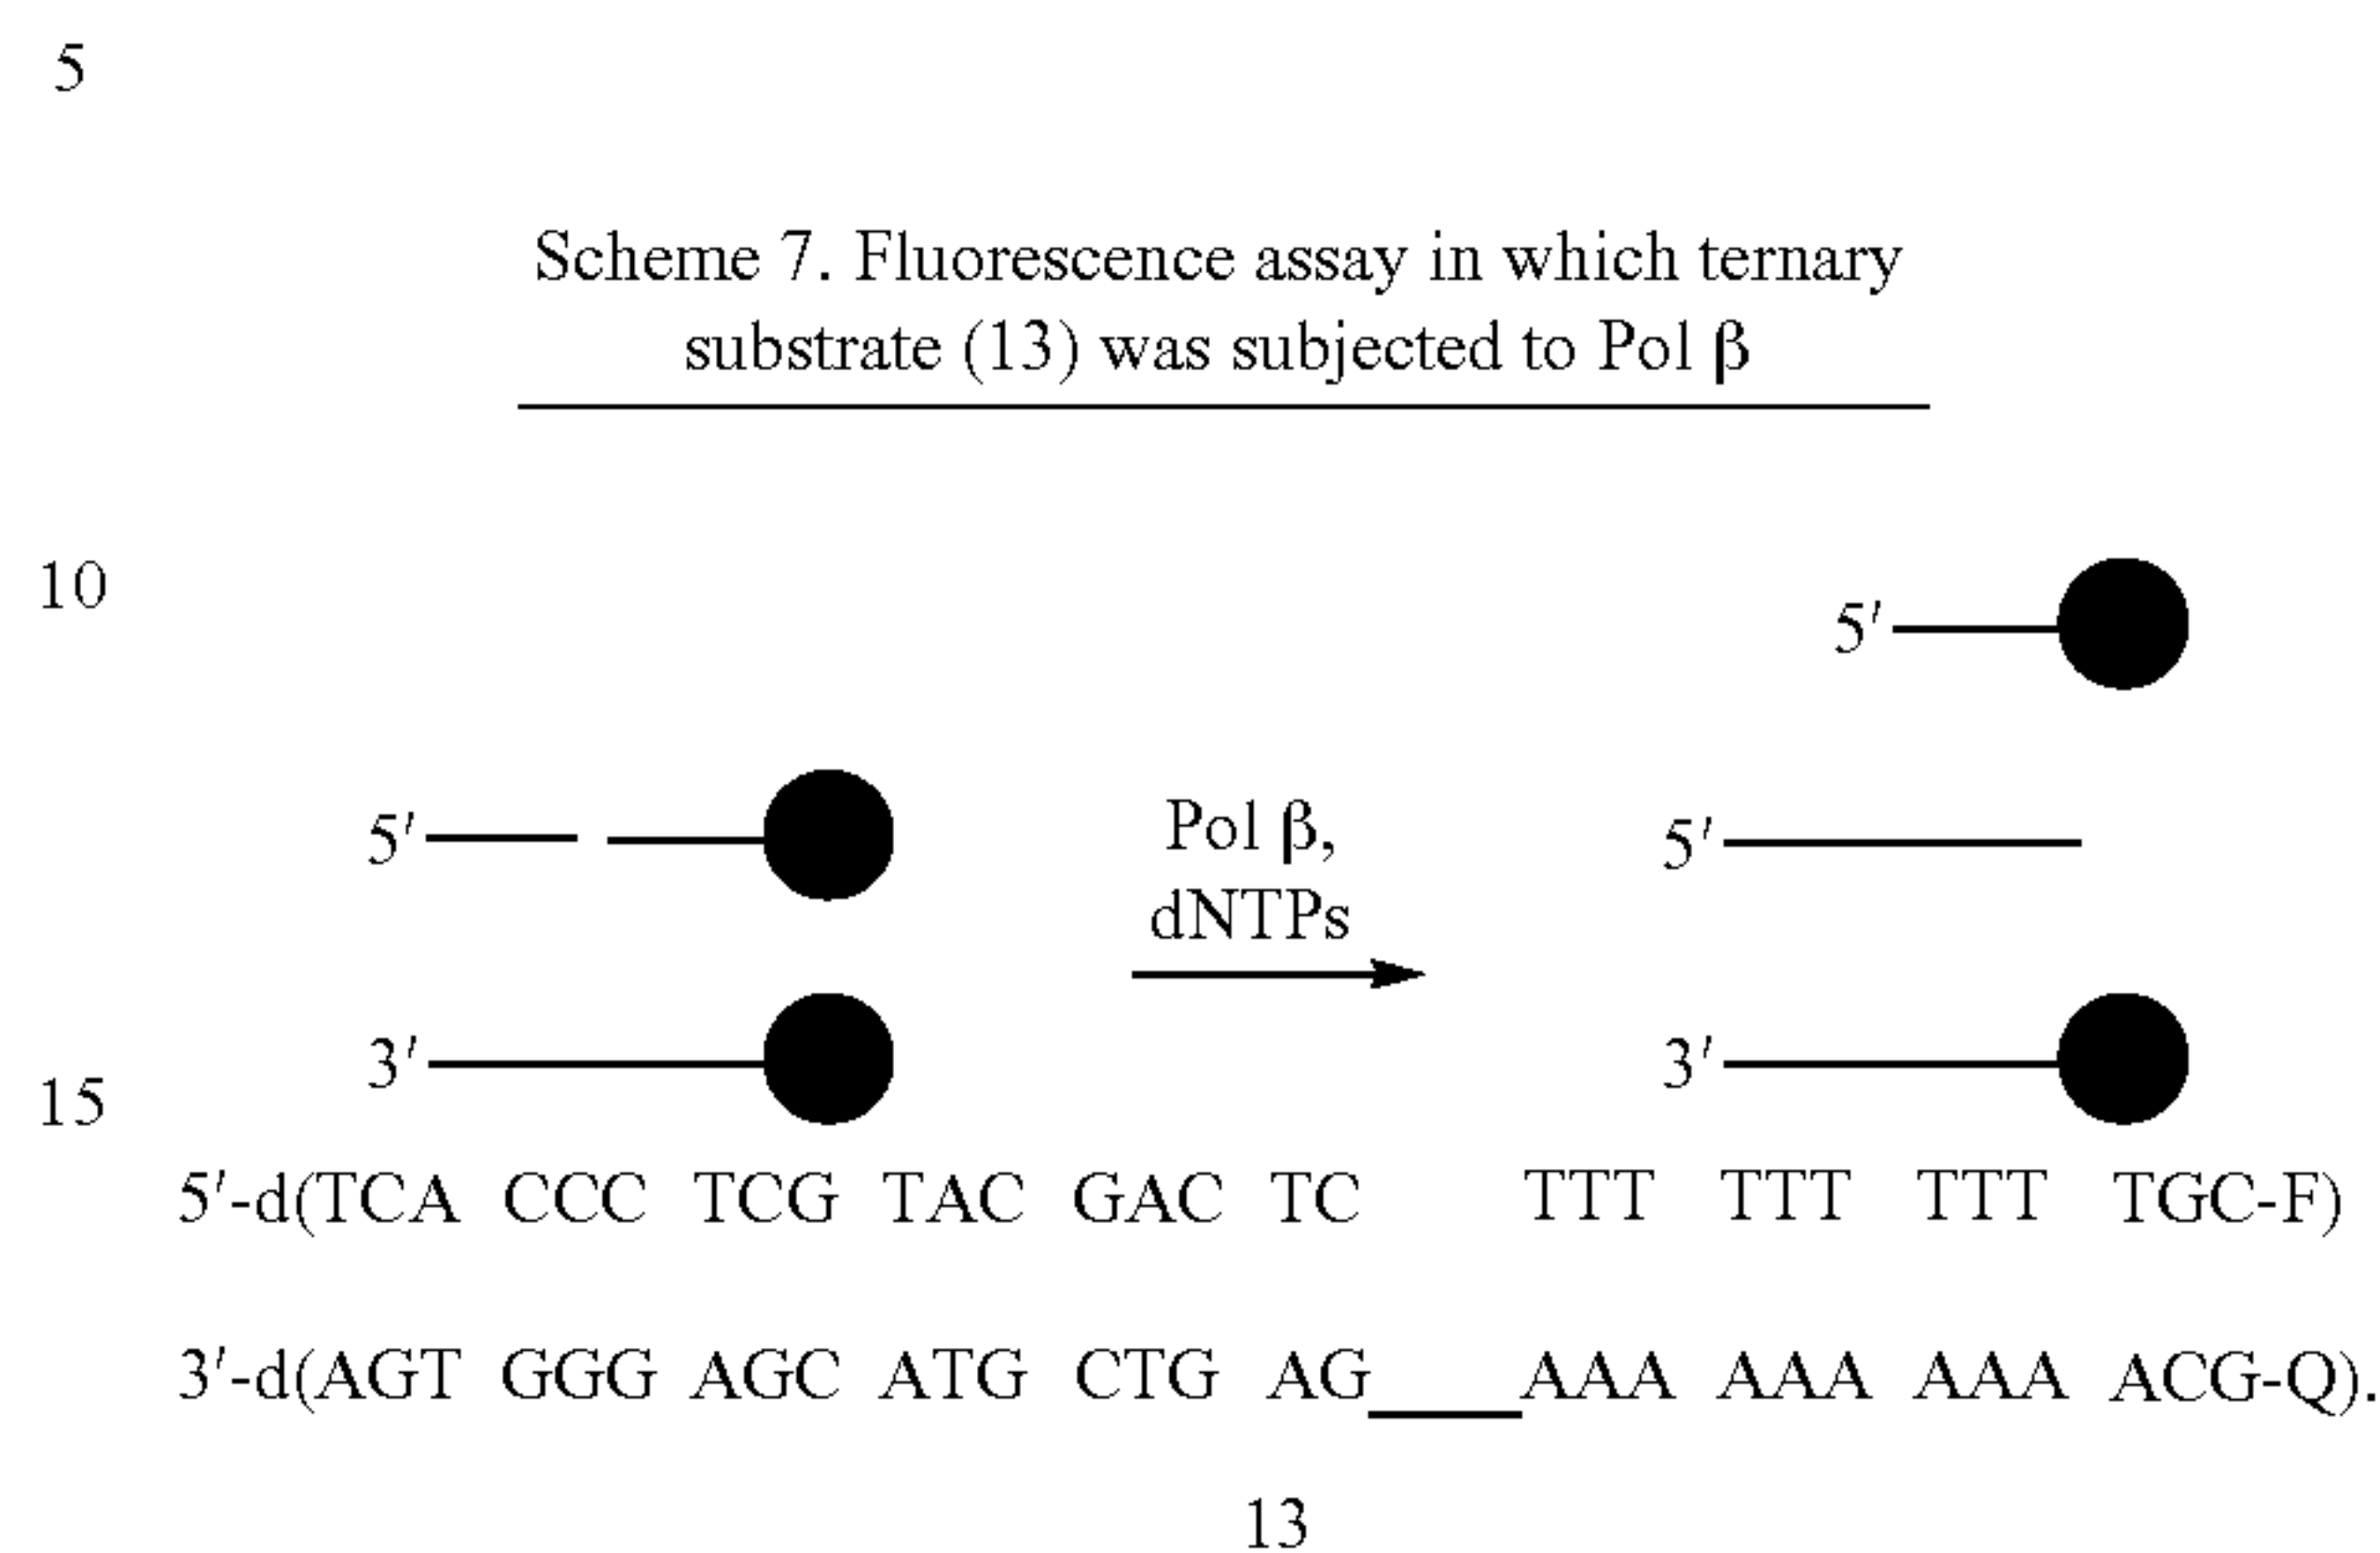 5
Scheme 7. Fluorescence assay in which ternary
substrate (13) was subjected to Pol β
10
5′
5′
Pol β,
dNTPs
5′
3′
3′
15
5′-d(TCA CCC TCG TAC GAC TC TTT TTT TTT TGC-F)
3′-d(AGT GGG AGC ATG CTG AG___AAA AAA AAA ACG-Q).
13